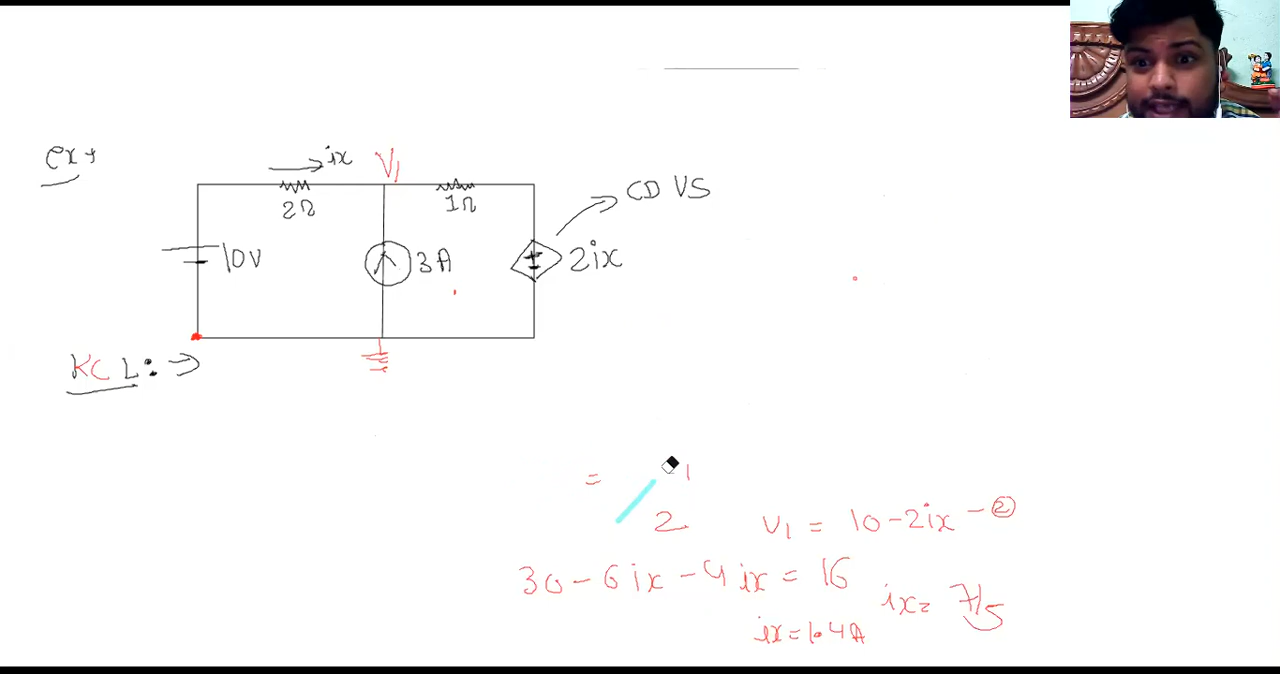 ex+
ix
V1
2Ω
1Ω
CD VS
10V
3A
2ix
KCL: →
= 1
2
V1 = 10 - 2ix - ②
30 - 6ix - 4ix = 16
ix = 7/5
ix = 1.4A